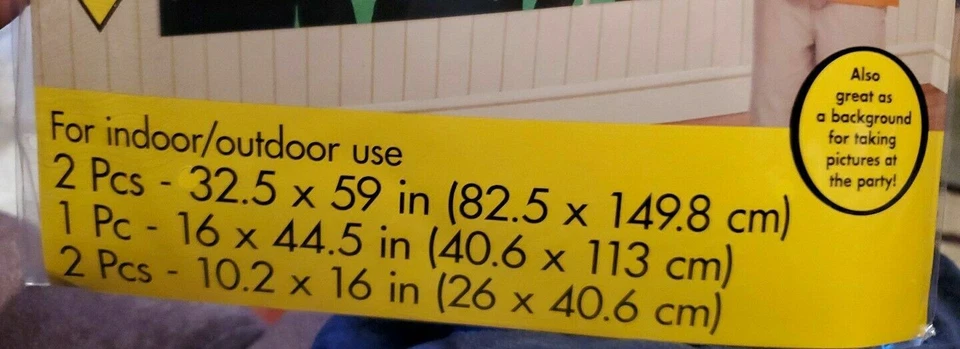 For indoor/outdoor use
2 Pcs - 32.5 x 59 in (82.5 x 149.8 cm)
1 Pc - 16 x 44.5 in (40.6 x 113 cm)
2 Pcs - 10.2 x 16 in (26 x 40.6 cm)
Also
great as
a background
for taking
pictures at
the party!